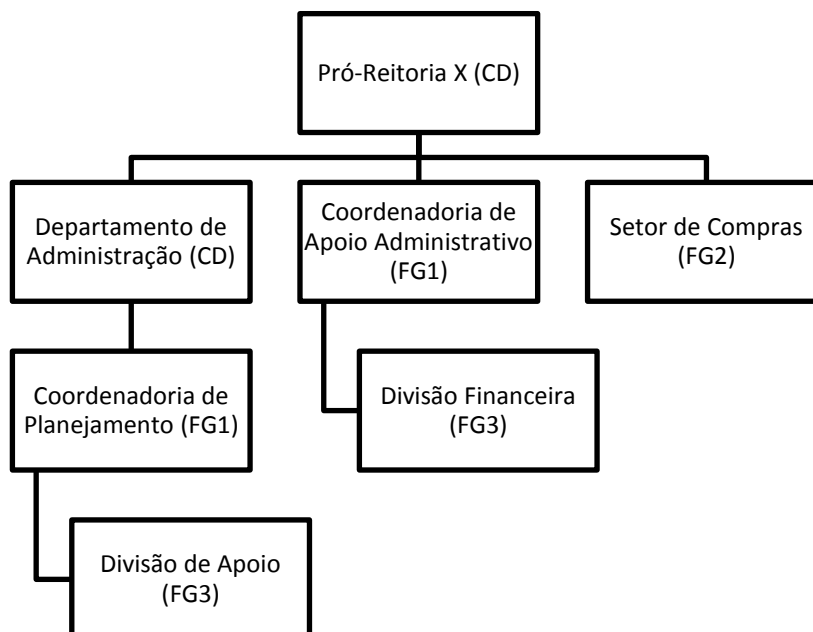 Pró-Reitoria X (CD)
Departamento de
Administração (CD)
Coordenadoria de
Apoio Administrativo
(FG1)
Setor de Compras
(FG2)
Coordenadoria de
Planejamento (FG1)
Divisão Financeira
(FG3)
Divisão de Apoio
(FG3)